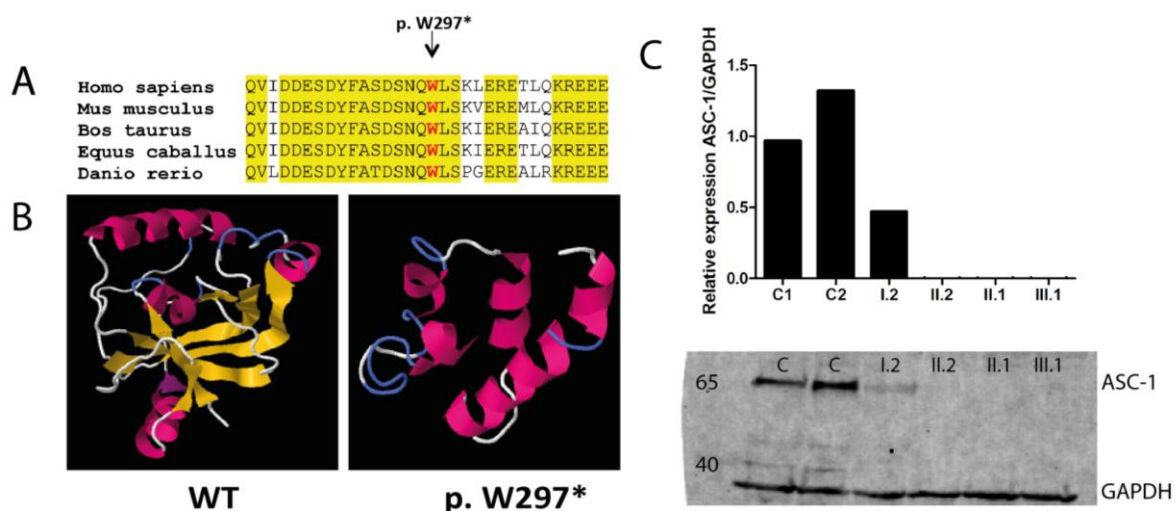 p. W297*
A
Homo sapiens QVIDDESDYFASDSNQWLSKLERETLQKREEE
Mus musculus QVIDDESDYFASDSNQWLSKVEREMLQKREEE
Bos taurus QVIDDESDYFASDSNQWLSKIEREAIQKREEE
Equus caballus QVIDDESDYFASDSNQWLSKIERETLQKREEE
Danio rerio QVLDDESDYFATDSNQWLSPGEREALRKREEE
B
WT
p. W297*
C
Relative expression ASC-1/GAPDH
1.5
1.0
0.5
0.0
C1 C2 I.2 II.2 II.1 III.1
C C I.2 II.2 II.1 III.1
65 ASC-1
40
GAPDH